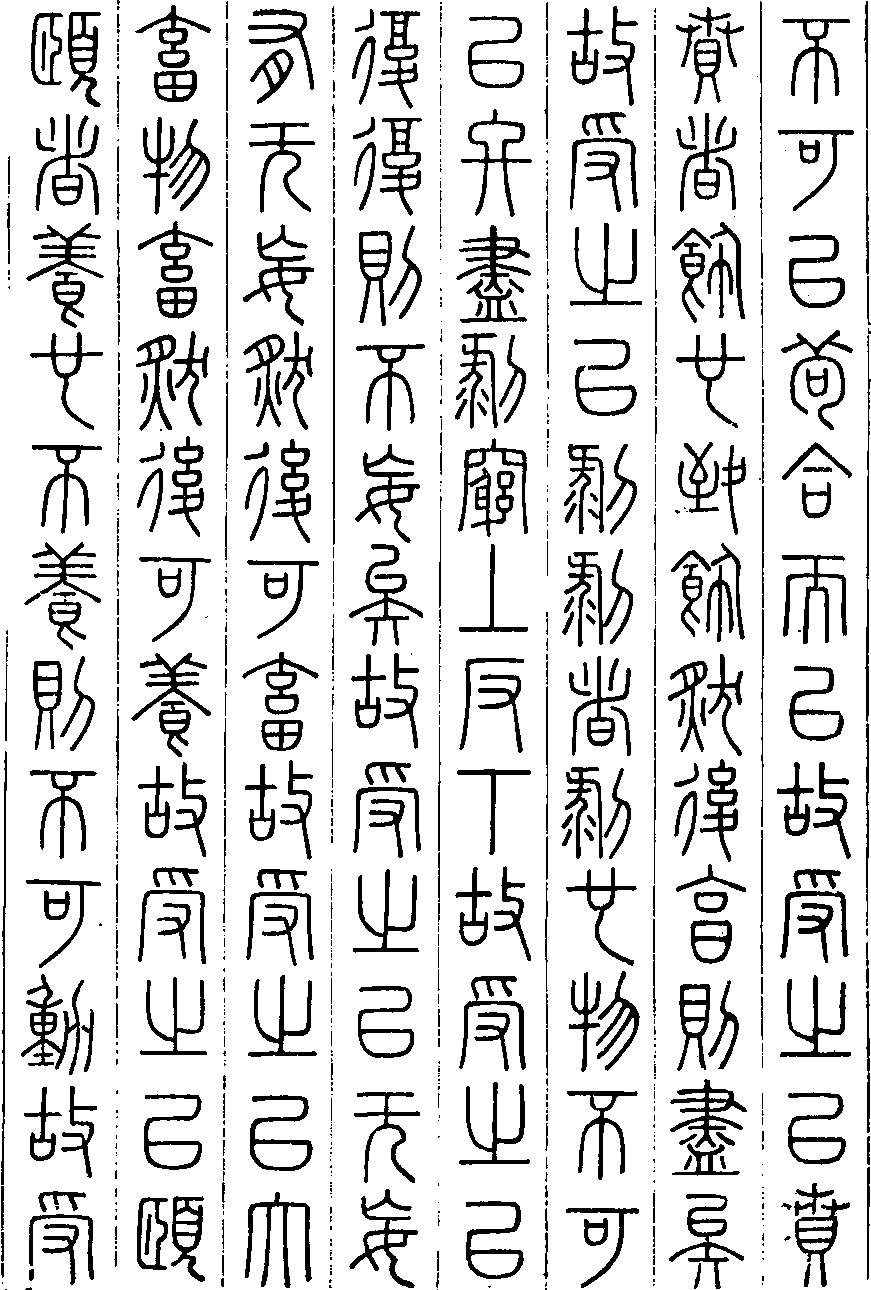 不可以苟合而已故受之以賁
賁者飾也致飾然後亨則盡矣
故受之以剝剝者剝也物不可
以終盡剝窮上反下故受之以
復復則不妄矣故受之以无妄
有无妄然後可畜故受之以大
畜物畜然後可養故受之以頤
頤者養也不養則不可動故受